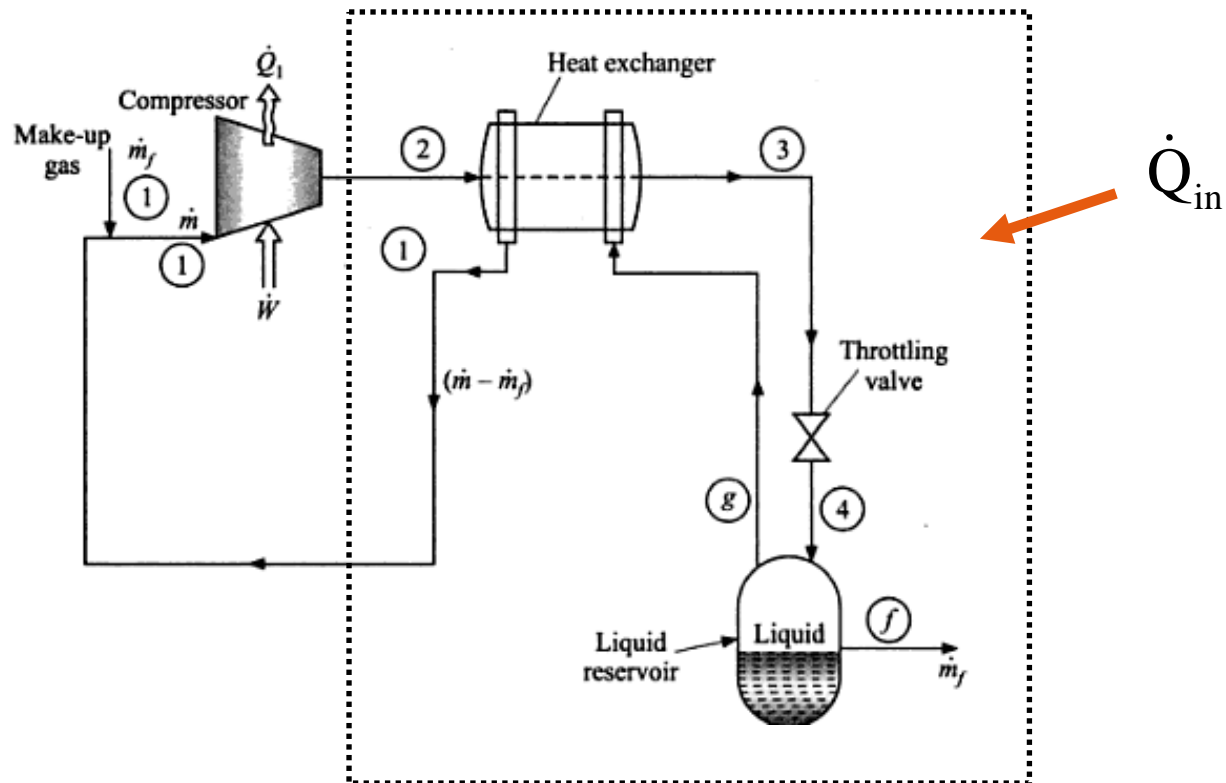 Q̇₁
Compressor
Make-up
gas
ṁf
1
ṁ
1
Ẇ
2
Heat exchanger
3
1
(ṁ − ṁf)
Throttling
valve
g
4
Liquid
reservoir
Liquid
f
ṁf
Q̇in